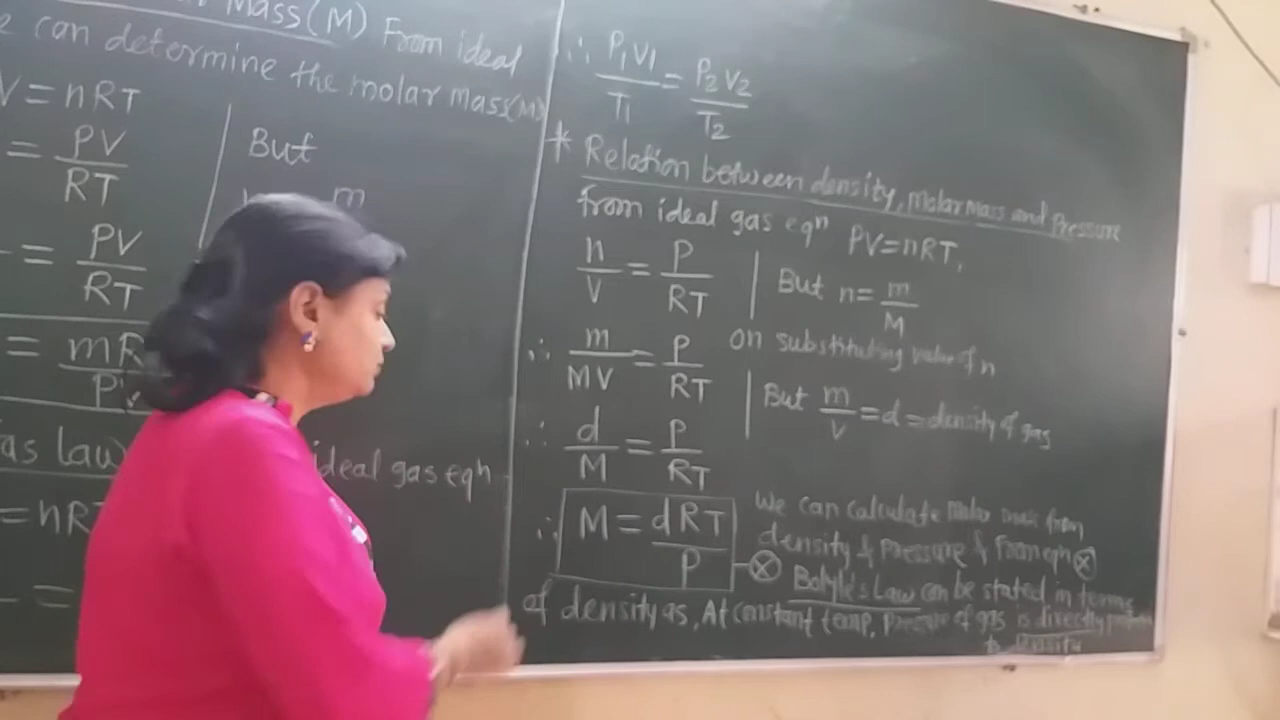 Mass(M) From ideal
can determine the molar Mass(M)
V = nRT
= PV
RT
But
m
= PV
RT
= mR
P
Gas law
ideal gas eqn
= nRT
=
∴ P1V1 = P2V2
T1 T2
* Relation between density, molar Mass and Pressure
from ideal gas eqn PV=nRT,
n = P
V RT
But n = m
M
on substituting value of n
∴ m = P
MV RT
But m = d = density of gas
V
∴ d = P
M RT
∴ M = dRT
P
⊗
We can calculate Molar from
density & Pressure & from eqn ⊗
Bolyle's Law can be stated in terms
of density as, At constant temp, Pressure of gas is directly
to density